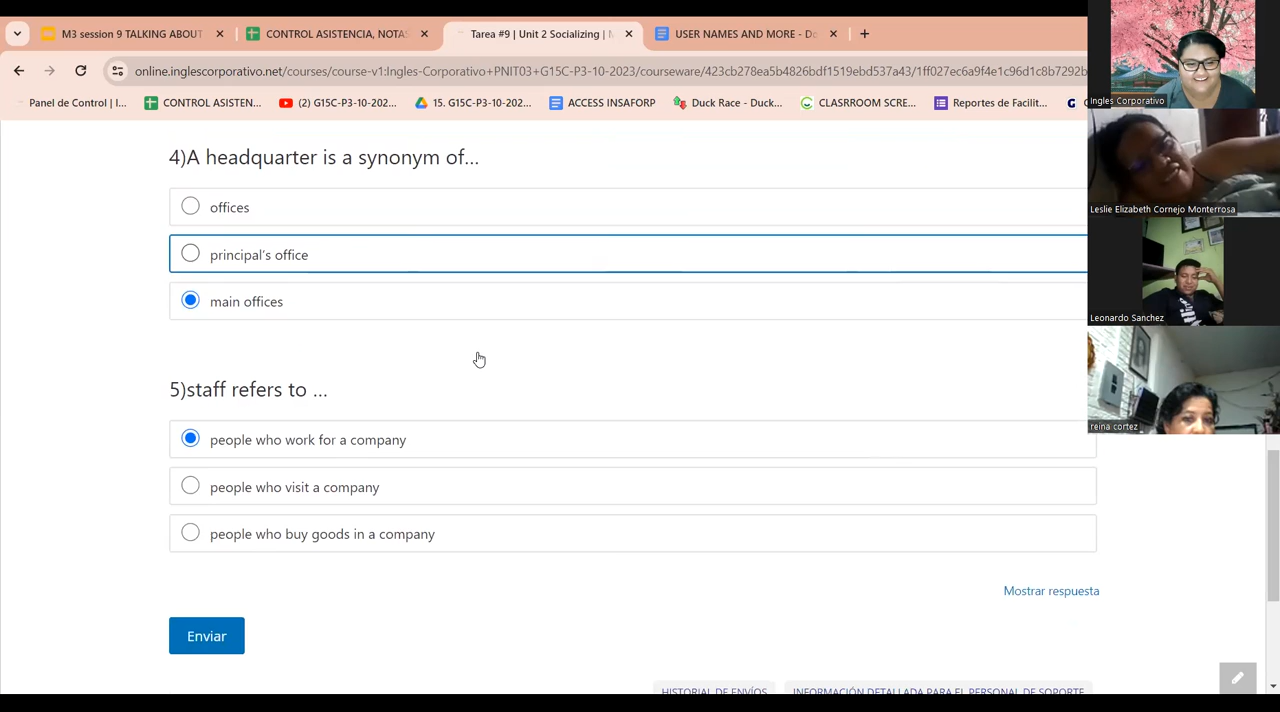 M3 session 9 TALKING ABOUT
CONTROL ASISTENCIA, NOTAS
Tarea #9 | Unit 2 Socializing |
USER NAMES AND MORE - Do
online.inglescorporativo.net/courses/course-v1:Ingles-Corporativo+PNIT03+G15C-P3-10-2023/courseware/423cb278ea5b4826bdf1519ebd537a43/1ff027ec6a9f4e1c96d1c8b7292b
Panel de Control | I...
CONTROL ASISTEN...
(2) G15C-P3-10-202...
15. G15C-P3-10-202...
ACCESS INSAFORP
Duck Race - Duck...
CLASRROOM SCRE...
Reportes de Facilit...
Ingles Corporativo
4)A headquarter is a synonym of...
offices
Leslie Elizabeth Cornejo Monterrosa
principal's office
main offices
Leonardo Sanchez
5)staff refers to ...
reina cortez
people who work for a company
people who visit a company
people who buy goods in a company
Mostrar respuesta
Enviar
HISTORIAL DE ENVÍOS
INFORMACIÓN DETALLADA PARA EL PERSONAL DE SOPORTE